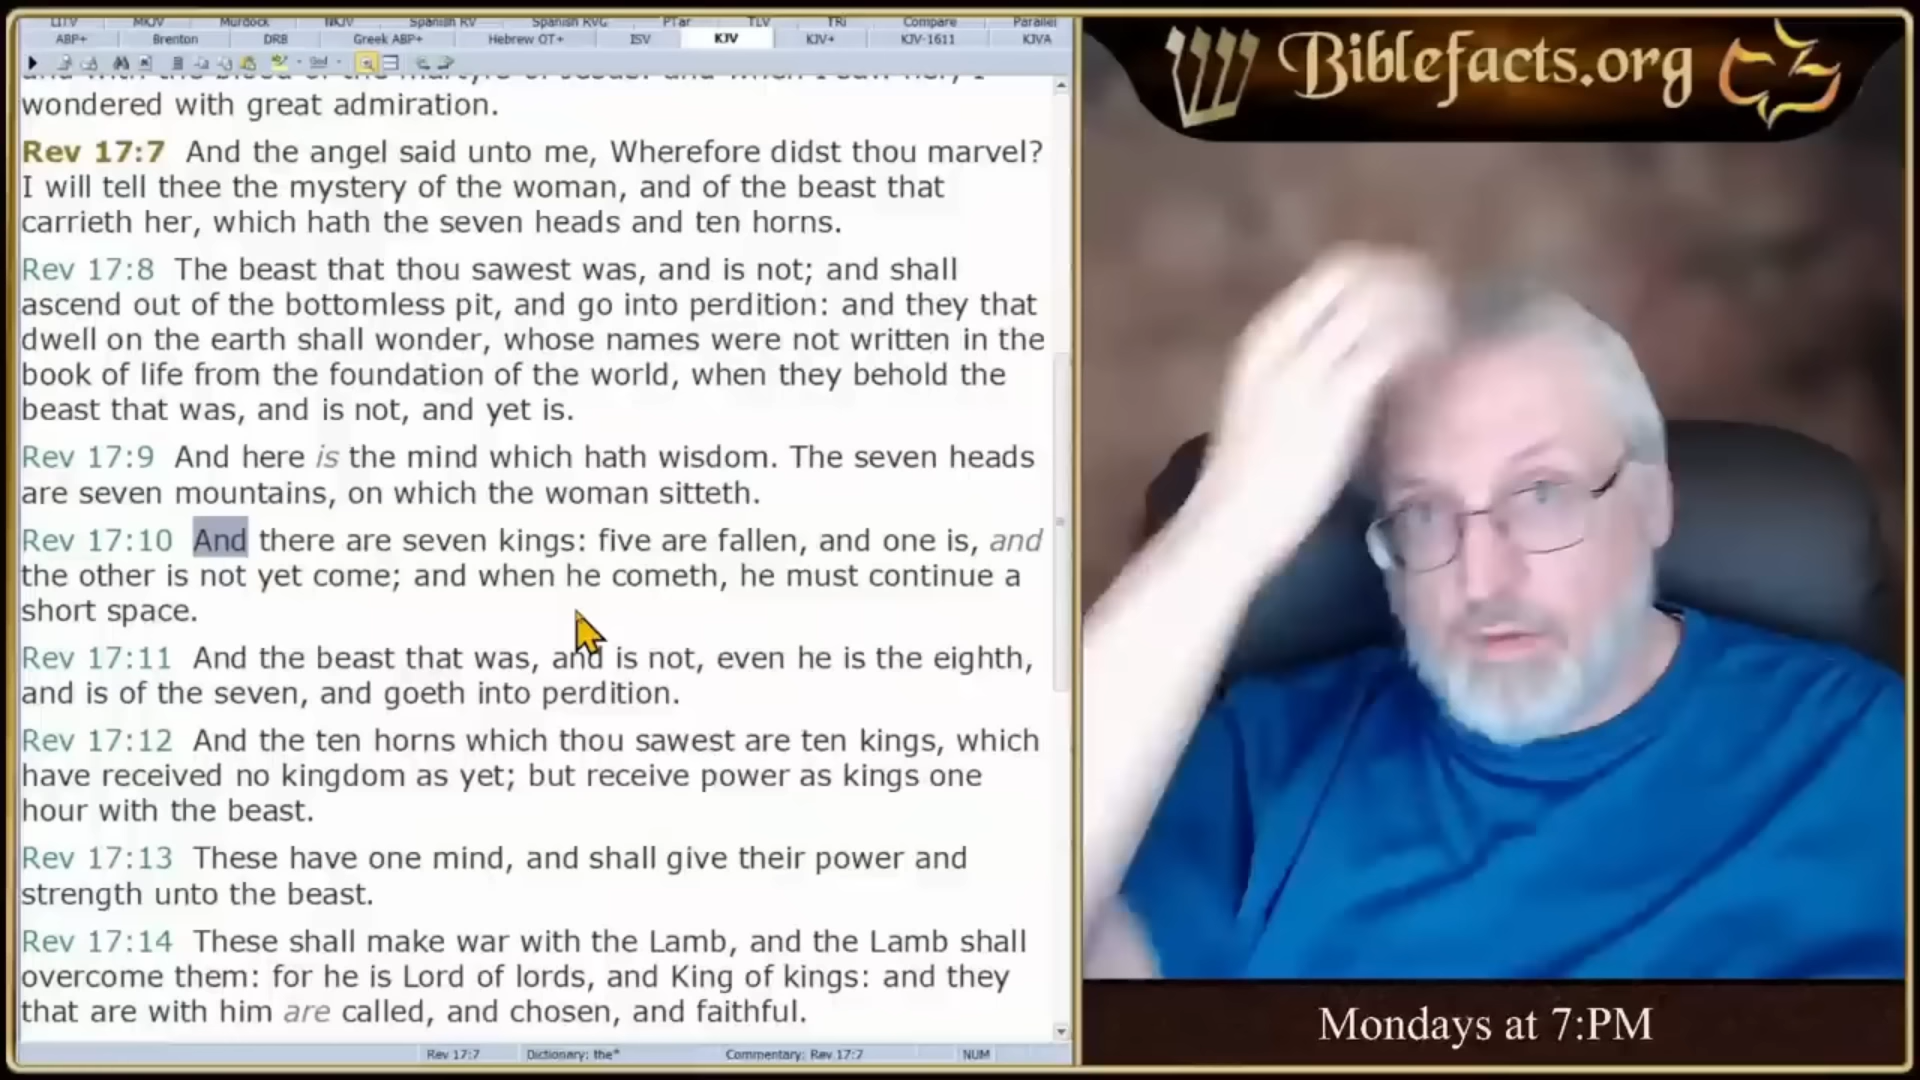 LITV MKJV Murdock NKJV Spanish RV Spanish RVG PTar TLV TRi Compare Parallel
ABP+ Brenton DRB Greek ABP+ Hebrew OT+ ISV KJV KJV+ KJV-1611 KJVA
wondered with great admiration.
Rev 17:7 And the angel said unto me, Wherefore didst thou marvel?
I will tell thee the mystery of the woman, and of the beast that
carrieth her, which hath the seven heads and ten horns.
Rev 17:8 The beast that thou sawest was, and is not; and shall
ascend out of the bottomless pit, and go into perdition: and they that
dwell on the earth shall wonder, whose names were not written in the
book of life from the foundation of the world, when they behold the
beast that was, and is not, and yet is.
Rev 17:9 And here is the mind which hath wisdom. The seven heads
are seven mountains, on which the woman sitteth.
Rev 17:10 And there are seven kings: five are fallen, and one is, and
the other is not yet come; and when he cometh, he must continue a
short space.
Rev 17:11 And the beast that was, and is not, even he is the eighth,
and is of the seven, and goeth into perdition.
Rev 17:12 And the ten horns which thou sawest are ten kings, which
have received no kingdom as yet; but receive power as kings one
hour with the beast.
Rev 17:13 These have one mind, and shall give their power and
strength unto the beast.
Rev 17:14 These shall make war with the Lamb, and the Lamb shall
overcome them: for he is Lord of lords, and King of kings: and they
that are with him are called, and chosen, and faithful.
Rev 17:7 Dictionary: the* Commentary: Rev 17:7 NUM
ש Biblefacts.org
Mondays at 7:PM